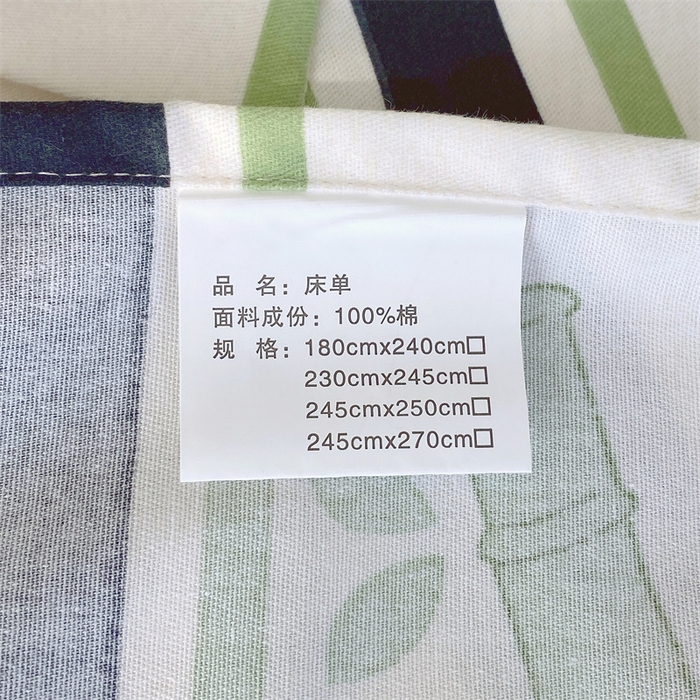 品 名：床单
面料成份：100%棉
规 格：180cmx240cm□
230cmx245cm□
245cmx250cm□
245cmx270cm□